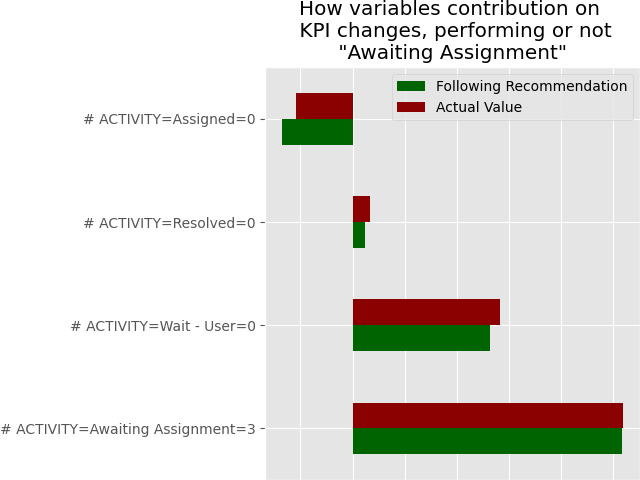 How variables contribution on
KPI changes, performing or not
"Awaiting Assignment"
Following Recommendation
Actual Value
# ACTIVITY=Assigned=0
# ACTIVITY=Resolved=0
# ACTIVITY=Wait - User=0
# ACTIVITY=Awaiting Assignment=3